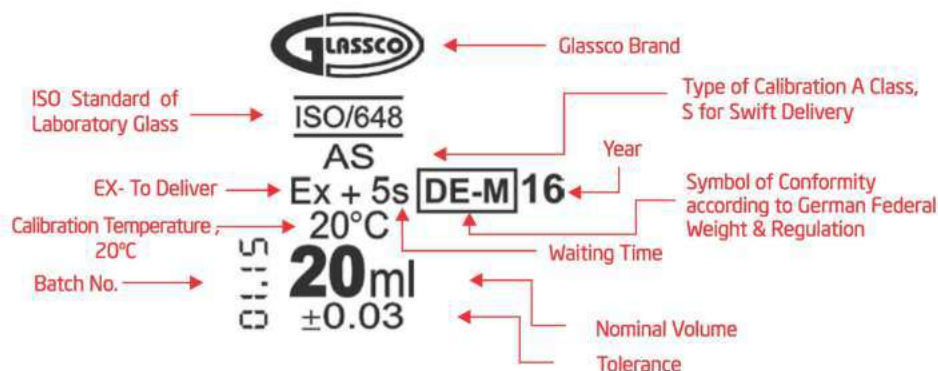 GLASSCO
Glassco Brand
ISO Standard of
Laboratory Glass
ISO/648
Type of Calibration A Class,
S for Swift Delivery
AS
Year
EX- To Deliver
Ex + 5s DE-M 16
Symbol of Conformity
according to German Federal
Weight & Regulation
Calibration Temperature,
20°C
20°C
Waiting Time
Batch No.
01.15
20ml
±0.03
Nominal Volume
Tolerance